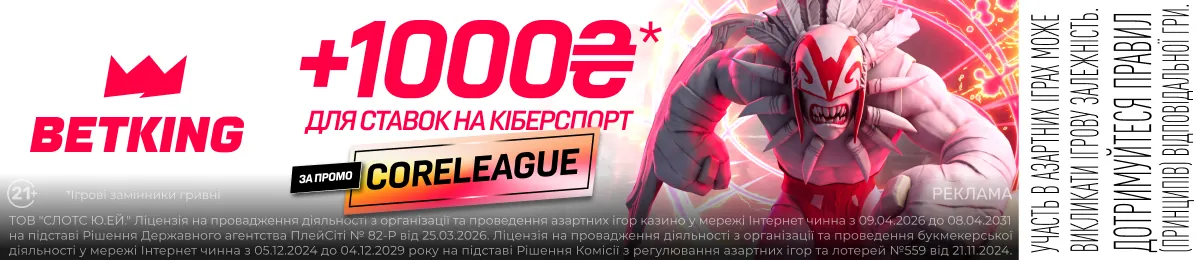 BETKING
+1000₴*
ДЛЯ СТАВОК НА КІБЕРСПОРТ
ЗА ПРОМО
CORELEAGUE
21+
*Ігрові замінники гривні
РЕКЛАМА
ТОВ "СЛОТС Ю.ЕЙ." Ліцензія на провадження діяльності з організації та проведення азартних ігор казино у мережі Інтернет чинна з 09.04.2026 до 08.04.2031
на підставі Рішення Державного агентства ПлейСіті № 82-Р від 25.03.2026. Ліцензія на провадження діяльності з організації та проведення букмекерської
діяльності у мережі Інтернет чинна з 05.12.2024 до 04.12.2029 року на підставі Рішення Комісії з регулювання азартних ігор та лотерей №559 від 21.11.2024.
УЧАСТЬ В АЗАРТНИХ ІГРАХ МОЖЕ
ВИКЛИКАТИ ІГРОВУ ЗАЛЕЖНІСТЬ.
ДОТРИМУЙТЕСЯ ПРАВИЛ
(ПРИНЦИПІВ) ВІДПОВІДАЛЬНОЇ ГРИ.